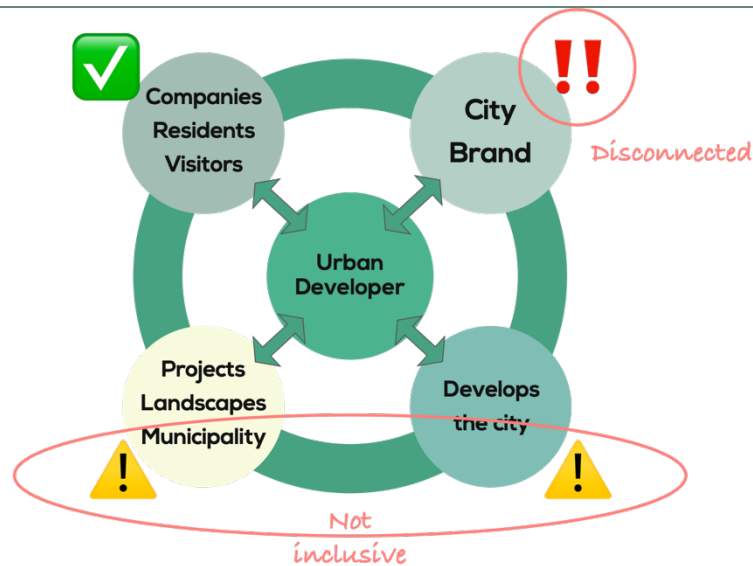 Companies
Residents
Visitors
City
Brand
Disconnected
Urban
Developer
Projects
Landscapes
Municipality
Develops
the city
Not
inclusive